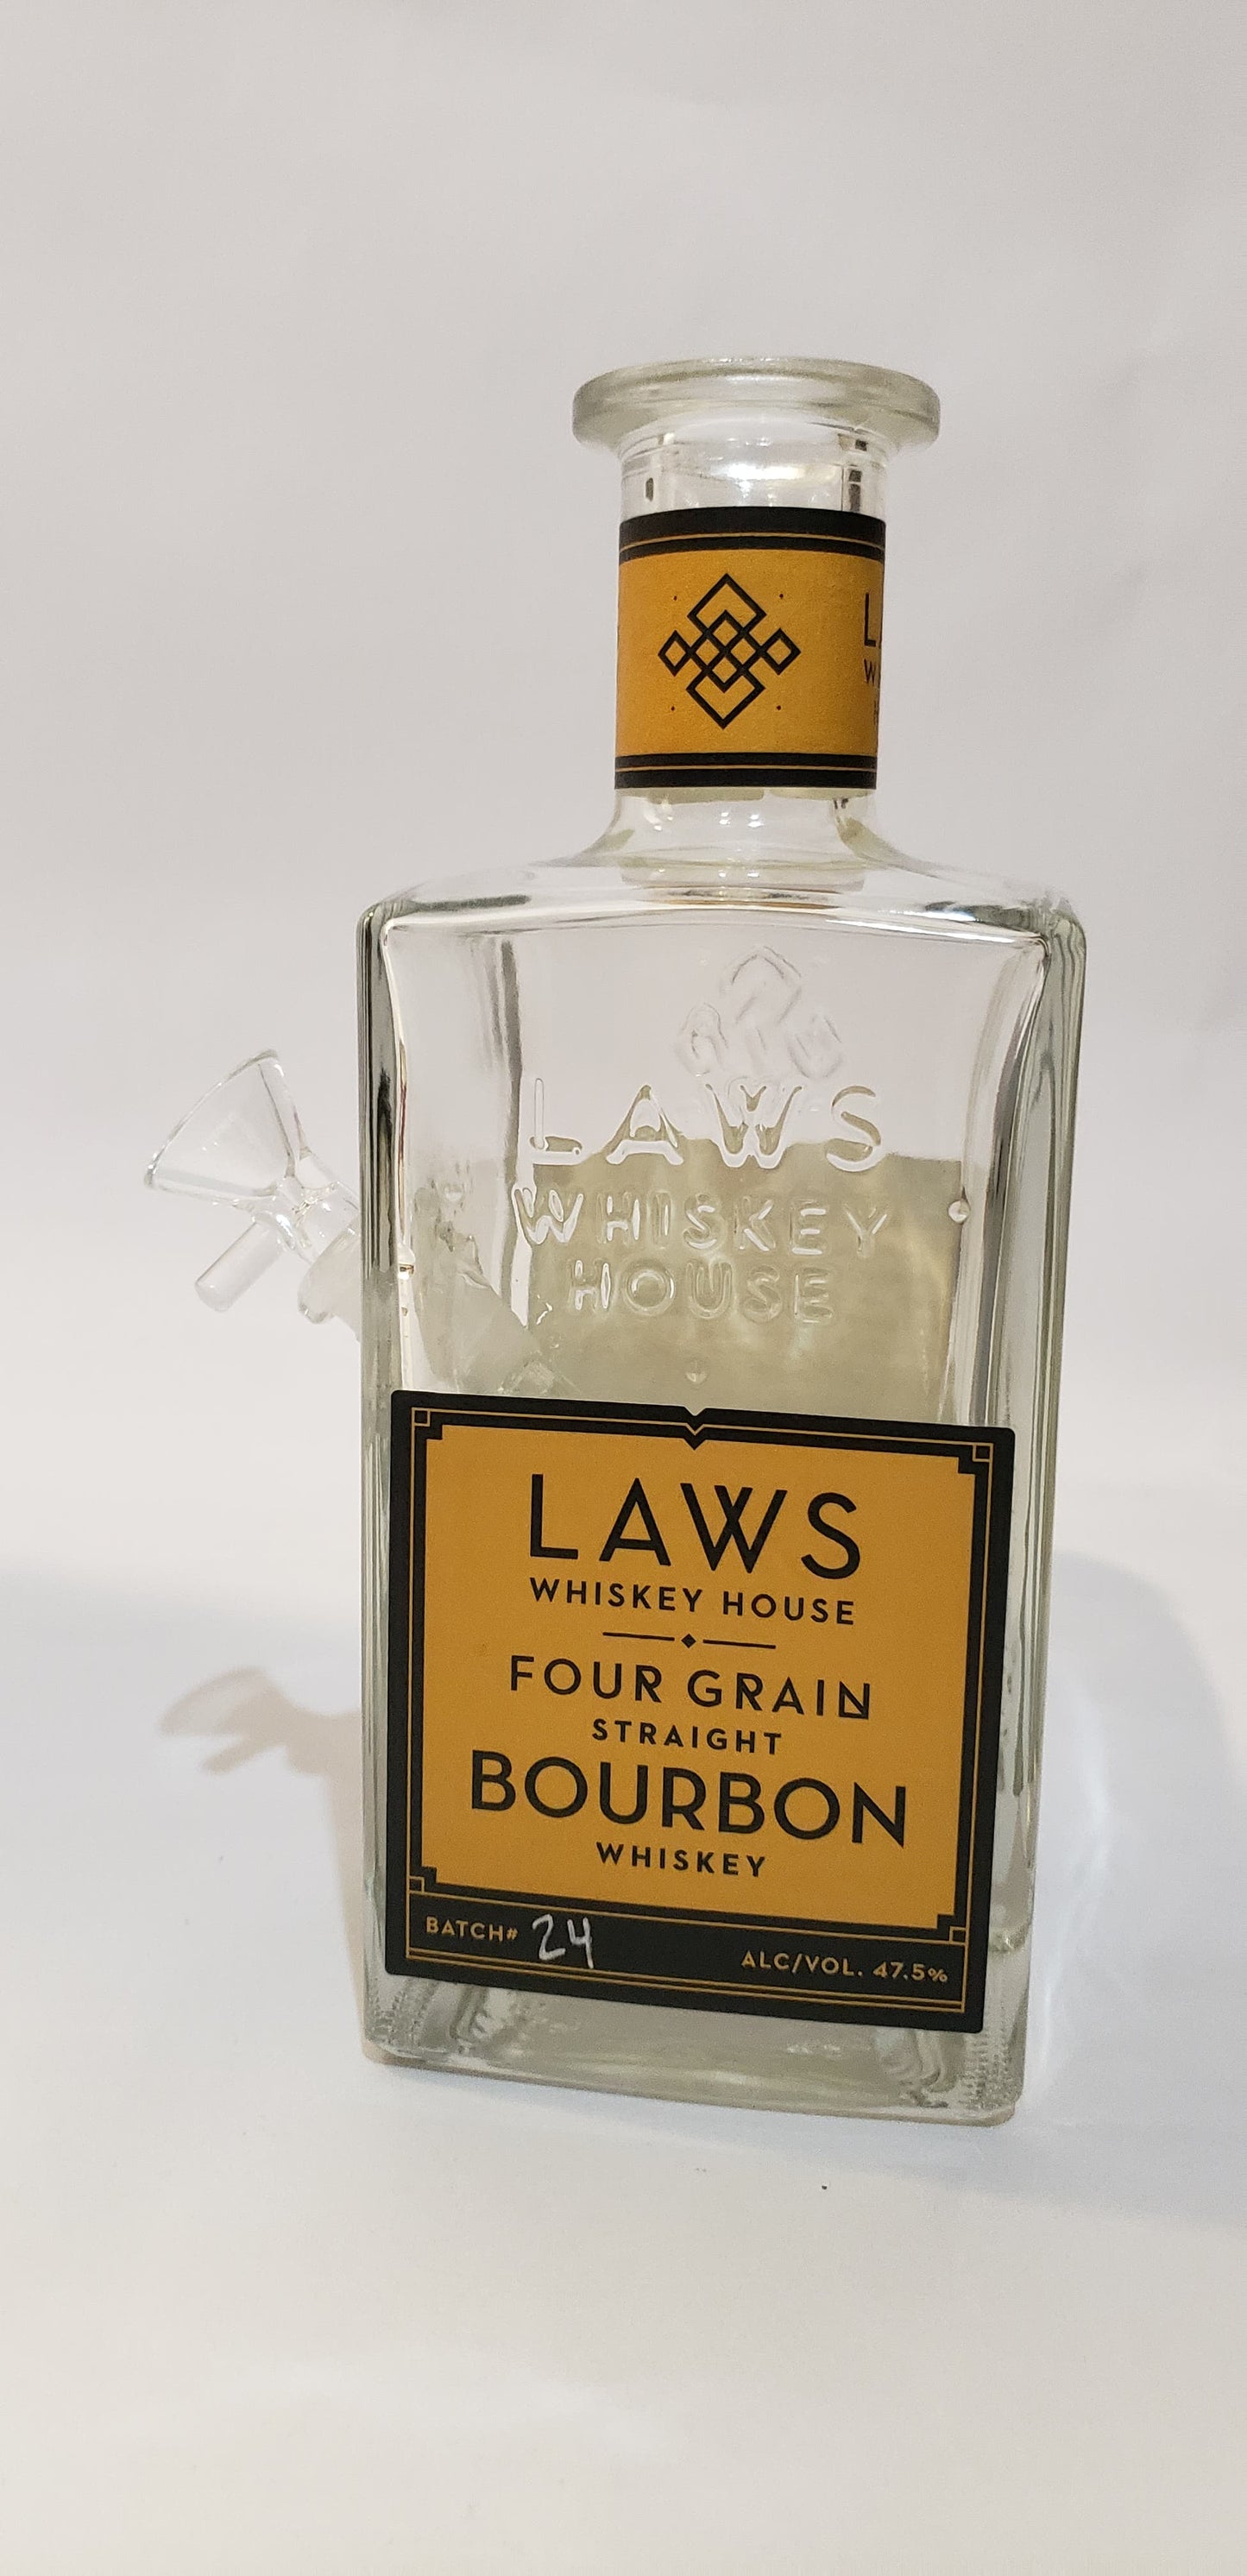 LAWS
WHISKEY
HOUSE
LAWS
WHISKEY HOUSE
FOUR GRAIN
STRAIGHT
BOURBON
WHISKEY
BATCH# 24
ALC/VOL. 47.5%